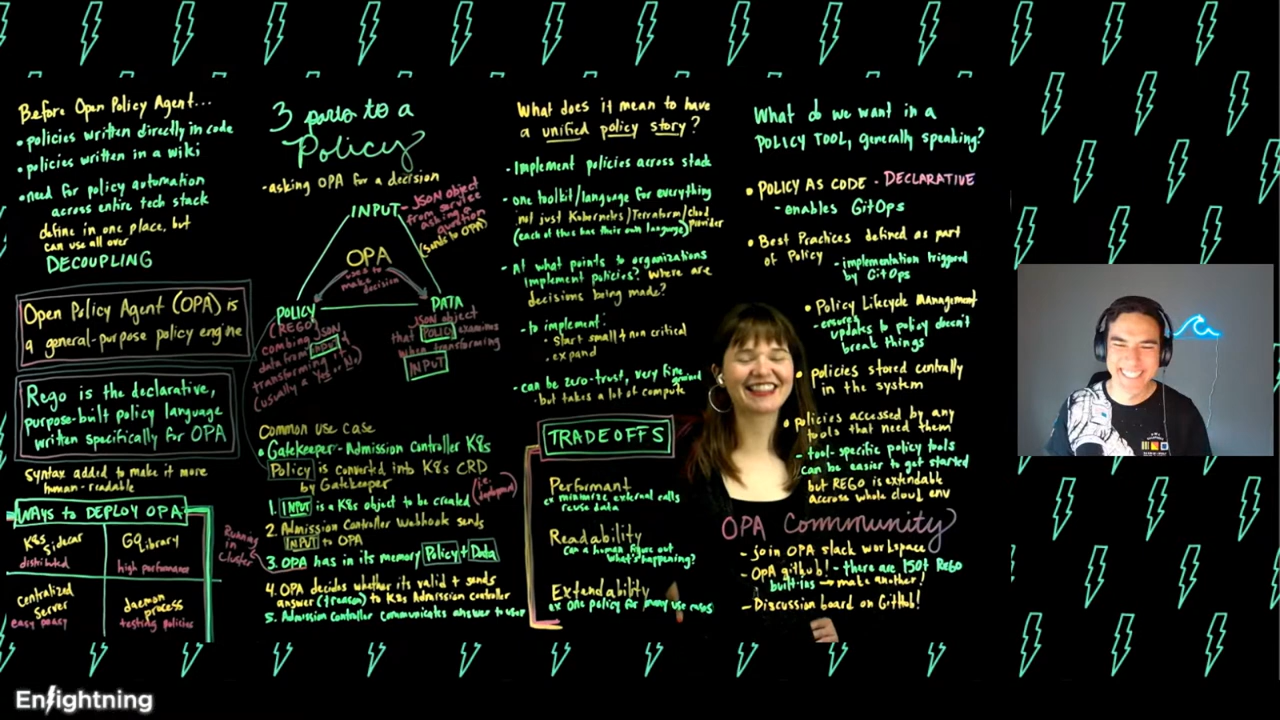 Before Open Policy Agent...
• policies written directly in code
• policies written in a wiki
• need for policy automation
across entire tech stack
define in one place, but
can use all over
DECOUPLING
Open Policy Agent (OPA) is
a general-purpose policy engine
Rego is the declarative,
purpose-built policy language
written specifically for OPA
syntax added to make it more
human-readable
WAYS TO DEPLOY OPA
K8s sidecar
distributed
GO library
high performance
centralized
server
easy
daemon
process
testing policies
3 parts to a
Policy
- asking OPA for a decision
INPUT - JSON object
from service
asking a
question
(sends to OPA)
OPA
uses to
make
decision
POLICY
(REGO)
combining JSON
data from INPUT
transforming it
(usually a Yes or No)
DATA
JSON object
that POLICY examines
when transforming
INPUT
Common Use Case
• Gatekeeper - Admission Controller K8s
Policy is converted into K8s CRD
by Gatekeeper
1. INPUT is a K8s object to be created (i.e. deployment)
2. Admission Controller Webhook sends
INPUT to OPA
Running
in
Cluster
3. OPA has in its memory Policy + Data
4. OPA decides whether its valid + sends
answer (+ reason) to K8s Admission Controller
5. Admission Controller communicates answer to user
What does it mean to have
a unified policy story?
- Implement policies across stack
- one toolkit/language for everything
not just Kubernetes/Terraform/cloud provider
(each of this has their own language)
- At what points to organizations
implement policies? Where are
decisions being made?
- to implement:
• start small + non critical
• expand
- can be zero-trust, very fine grained
- but takes a lot of compute
TRADEOFFS
Performant
ex minimize external calls
reuse data
Readability
can a human figure out
what's happening?
Extendability
ex One policy for many use cases
What do we want in a
POLICY TOOL, generally speaking?
• POLICY AS CODE - DECLARATIVE
- enables GitOps
• Best Practices defined as part
of Policy
- implementation triggered
by GitOps
• Policy Lifecycle Management
- ensures
updates to policy doesn't
break things
• policies stored centrally
in the system
• policies accessed by any
tools that need them
- tool-specific policy tools
can be easier to get started
but REGO is extendable
accross whole cloud env
OPA Community
- Join OPA slack workspace
- OPA github! - there are 150+ REGO
built-ins → make another!
- Discussion board on GitHub!
Enlightning